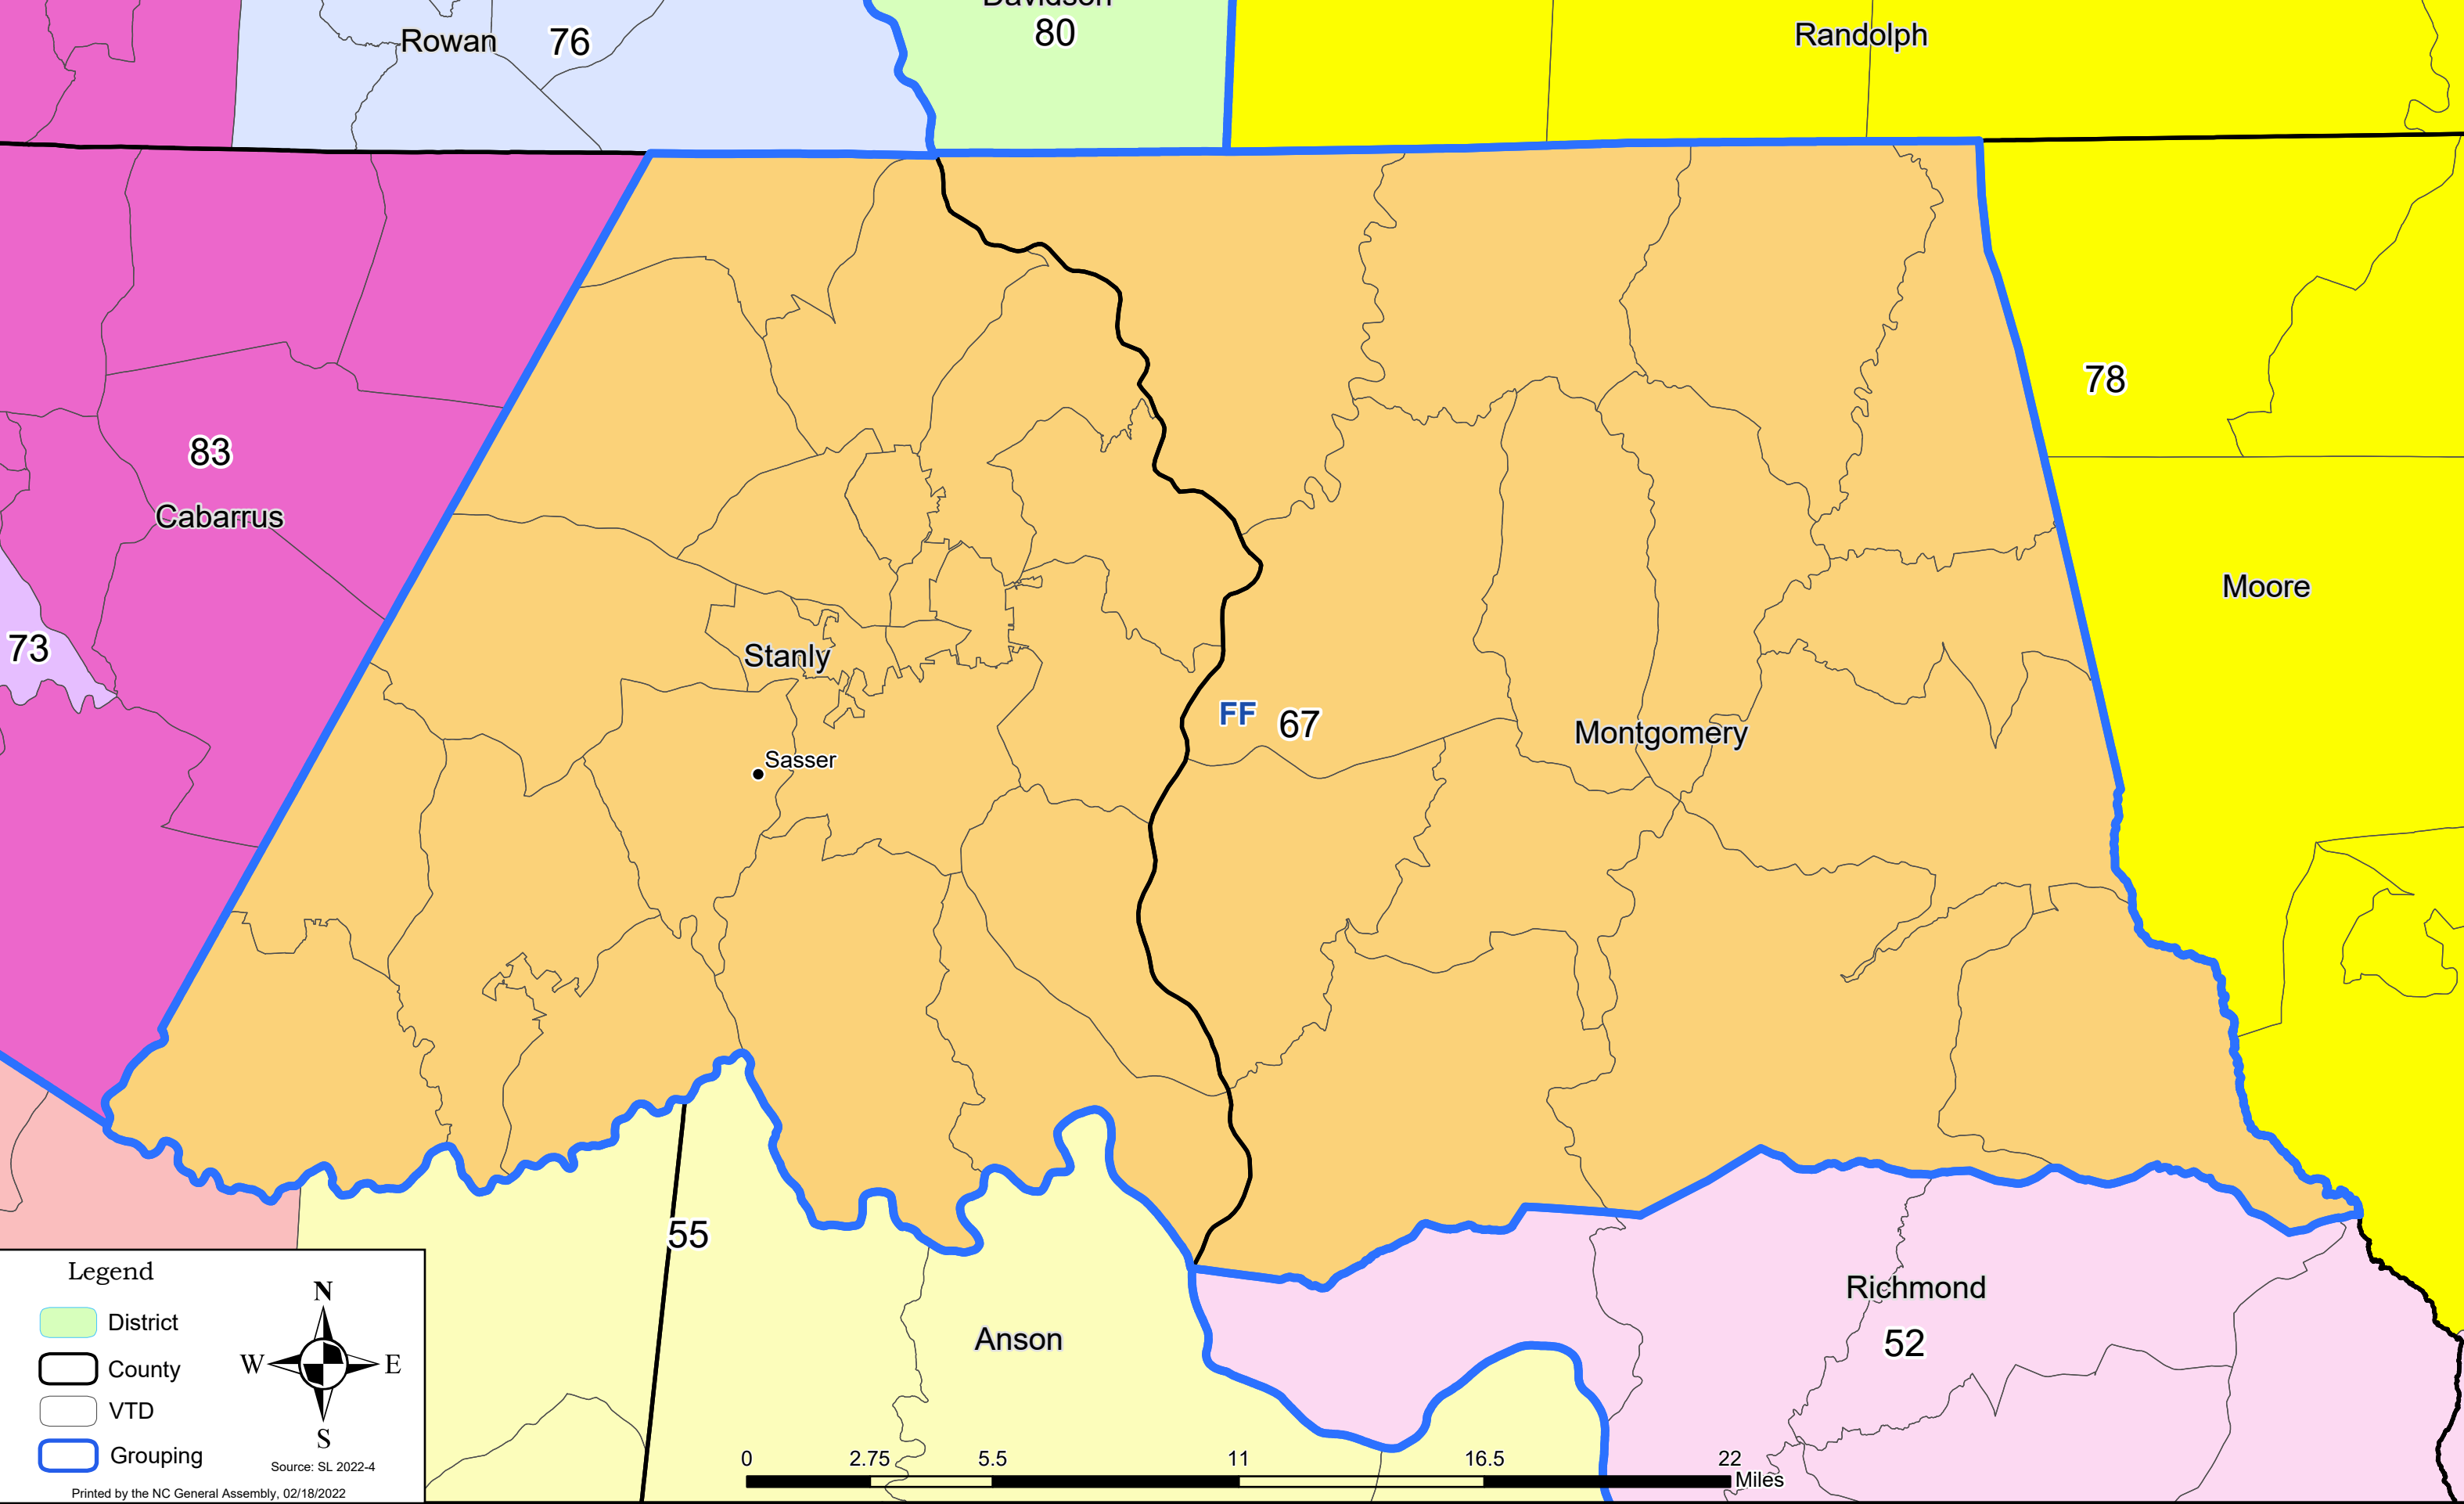 Davidson
80
Rowan 76
Randolph
78
83
Cabarrus
Moore
73
Stanly
FF 67
Montgomery
Sasser
55
Richmond
Anson
52
Legend
District
County
VTD
Grouping
N
W E
S
Source: SL 2022-4
Printed by the NC General Assembly, 02/18/2022
0 2.75 5.5 11 16.5 22
Miles